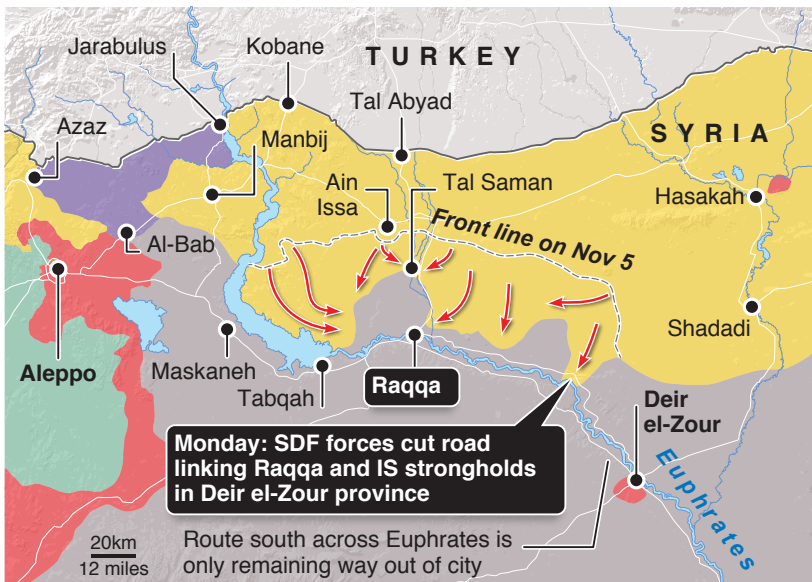 TURKEY
Jarabulus
Kobane
Tal Abyad
Azaz
Manbij
SYRIA
Ain
Issa
Tal Saman
Hasakah
Front line on Nov 5
Al-Bab
Shadadi
Aleppo
Maskaneh
Tabqah
Raqqa
Deir
el-Zour
Monday: SDF forces cut road
linking Raqqa and IS strongholds
in Deir el-Zour province
Euphrates
20km
12 miles
Route south across Euphrates is
only remaining way out of city